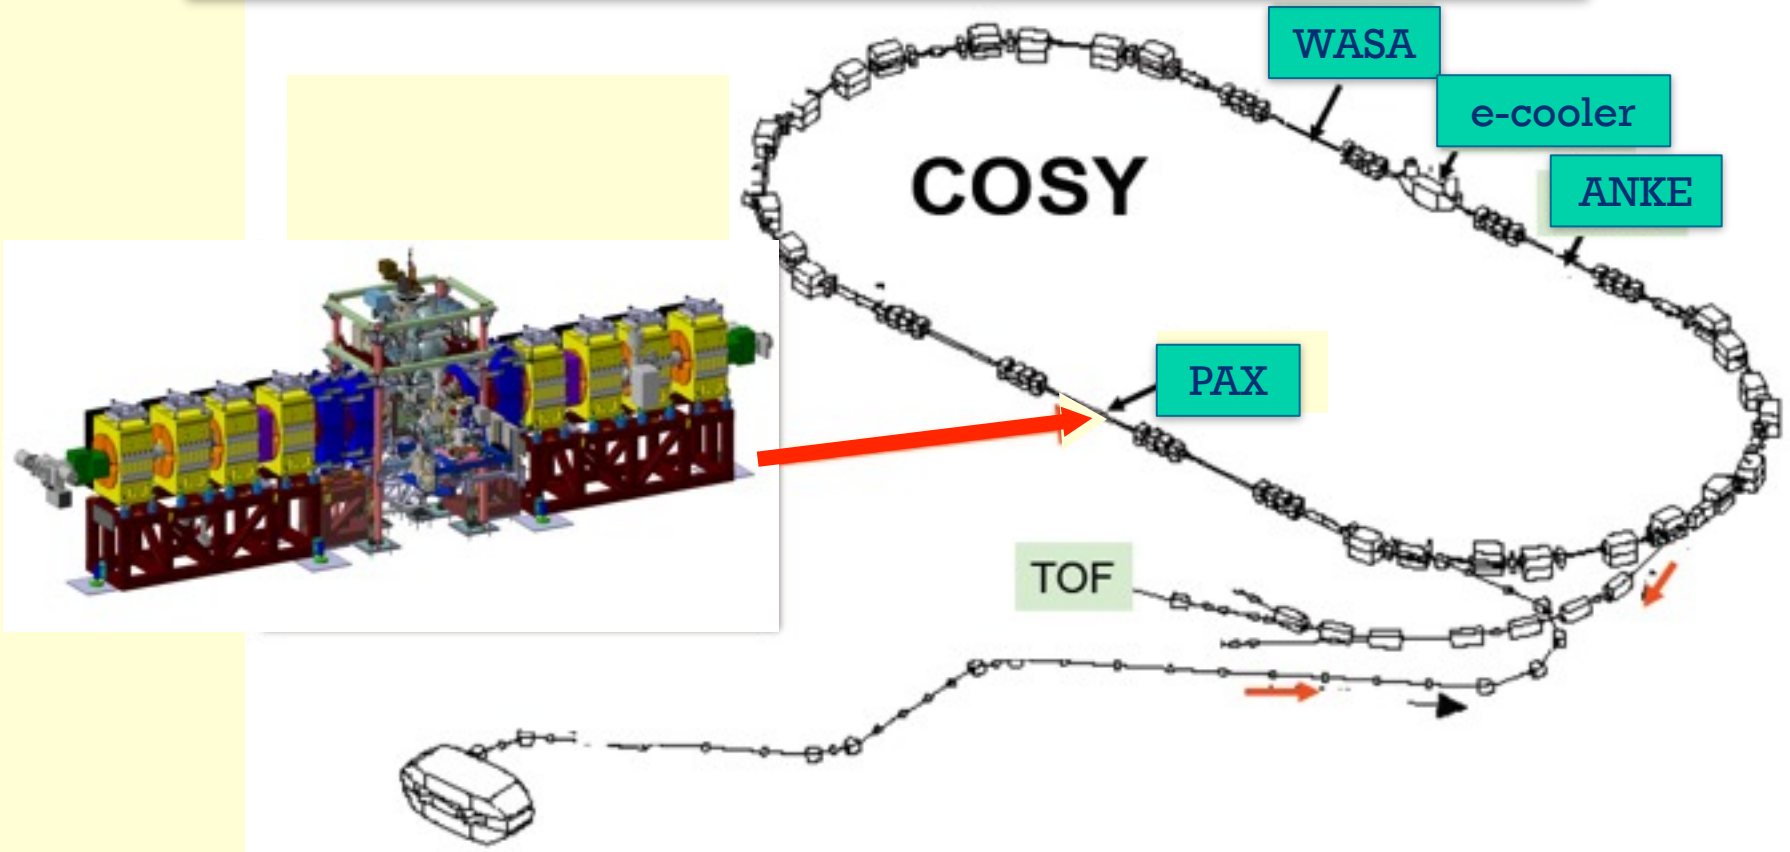 WASA
e-cooler
COSY
ANKE
PAX
TOF